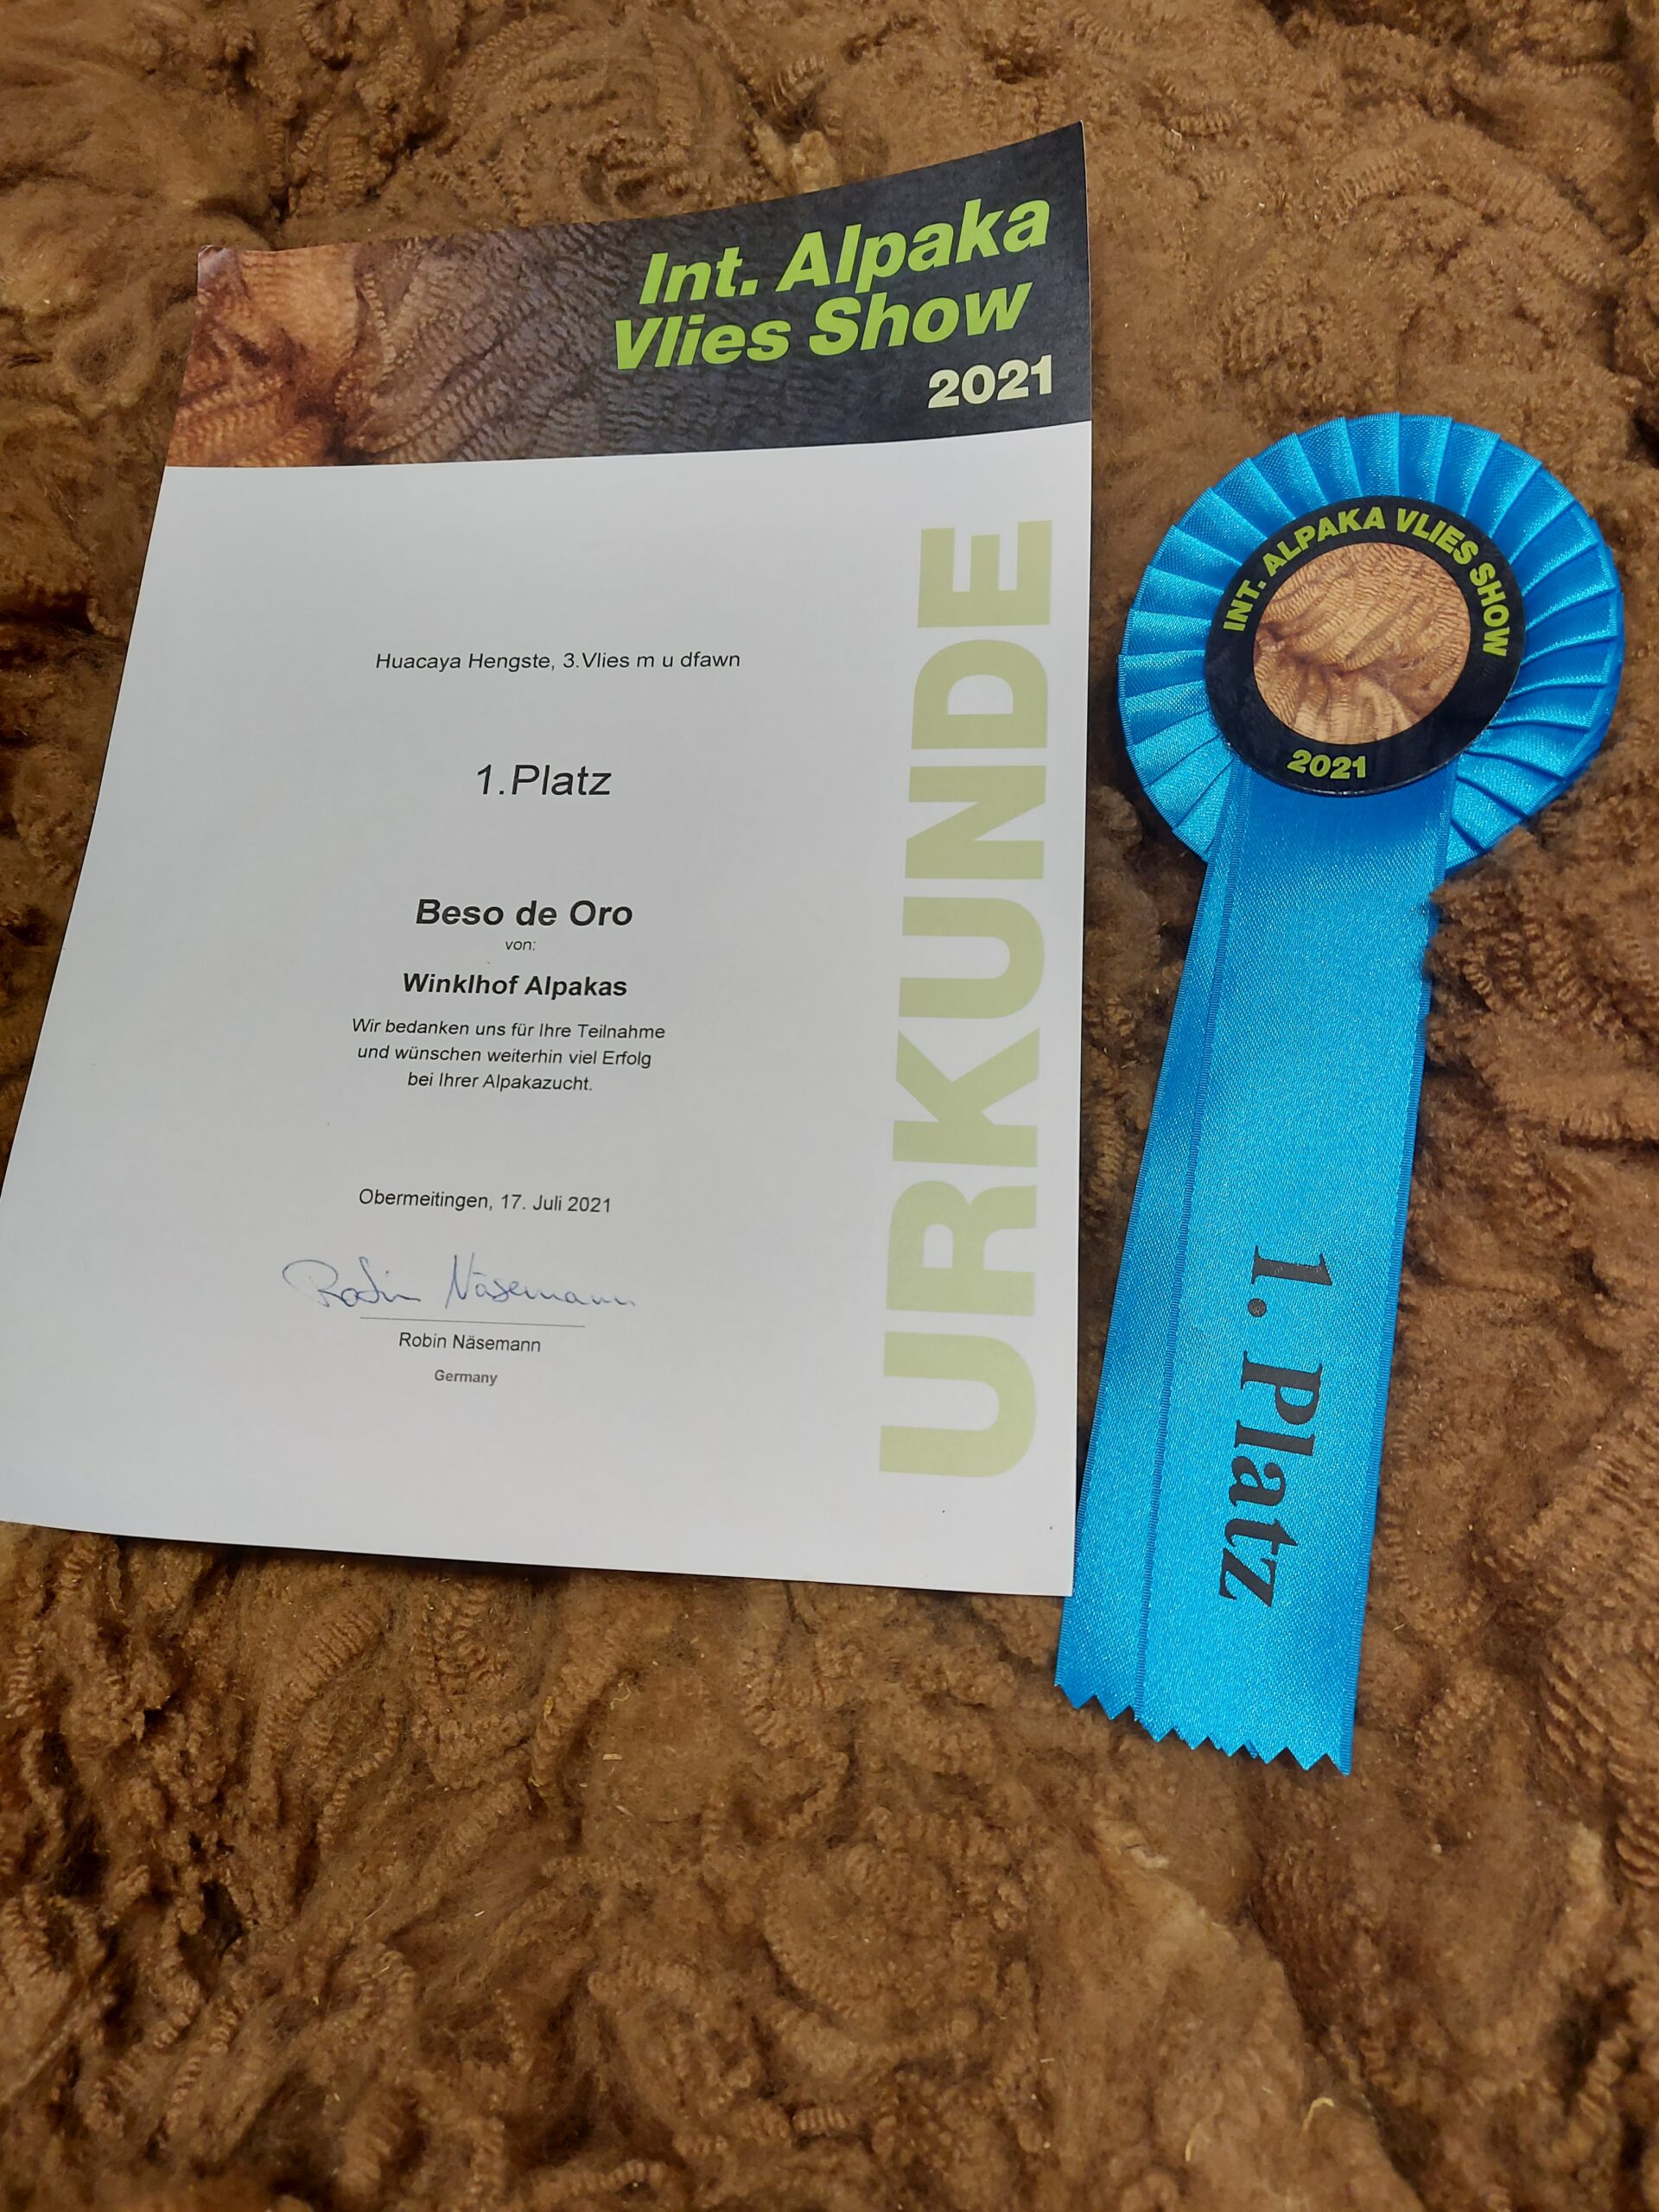 Int. Alpaka
Vlies Show
2021
URKUNDE
Huacaya Hengste, 3.Vlies m u dfawn
1.Platz
Beso de Oro
von:
Winklhof Alpakas
Wir bedanken uns für Ihre Teilnahme
und wünschen weiterhin viel Erfolg
bei Ihrer Alpakazucht.
Obermeitingen, 17. Juli 2021
Robin Näsemann
Robin Näsemann
Germany
INT. ALPAKA VLIES SHOW
2021
1. Platz